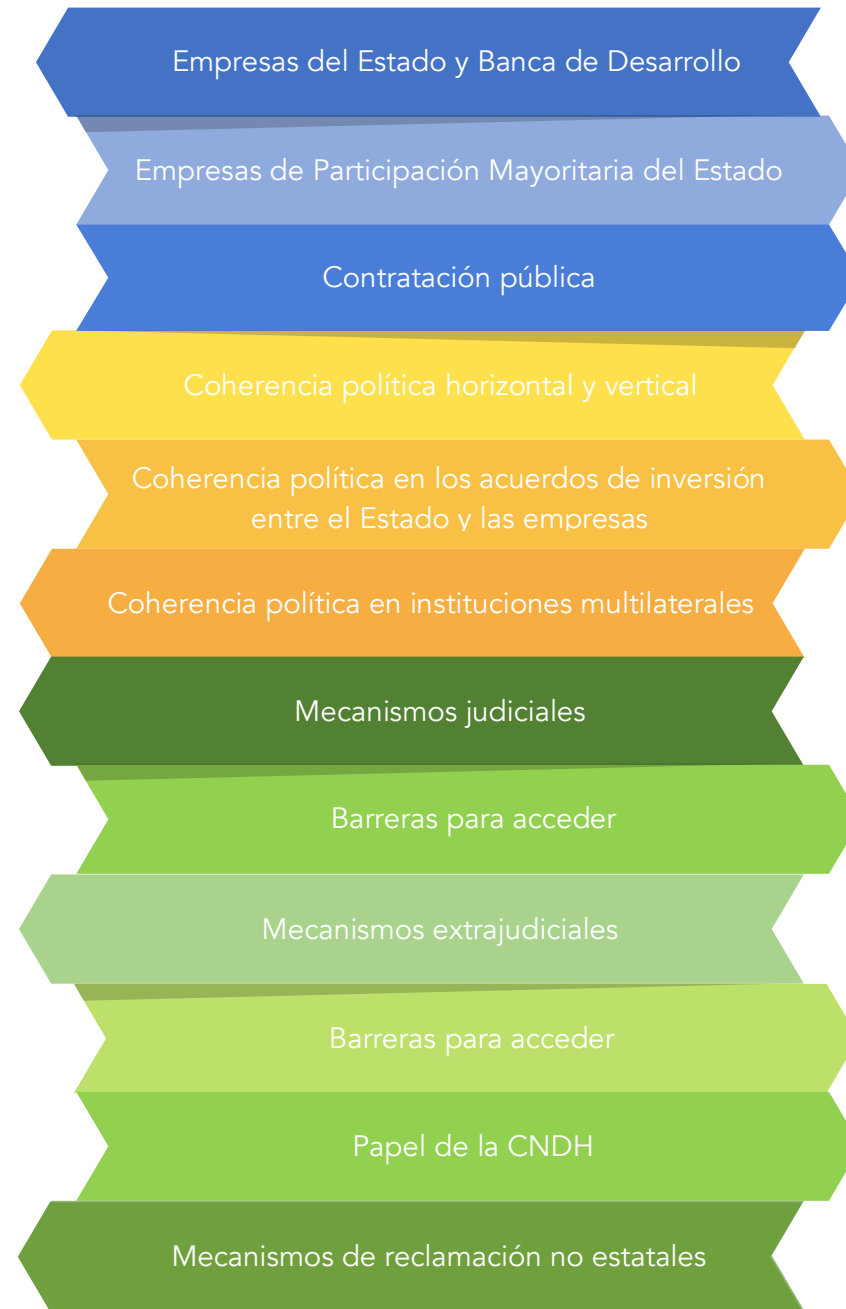 Empresas del Estado y Banca de Desarrollo
Empresas de Participación Mayoritaria del Estado
Contratación pública
Coherencia política horizontal y vertical
Coherencia política en los acuerdos de inversión
entre el Estado y las empresas
Coherencia política en instituciones multilaterales
Mecanismos judiciales
Barreras para acceder
Mecanismos extrajudiciales
Barreras para acceder
Papel de la CNDH
Mecanismos de reclamación no estatales